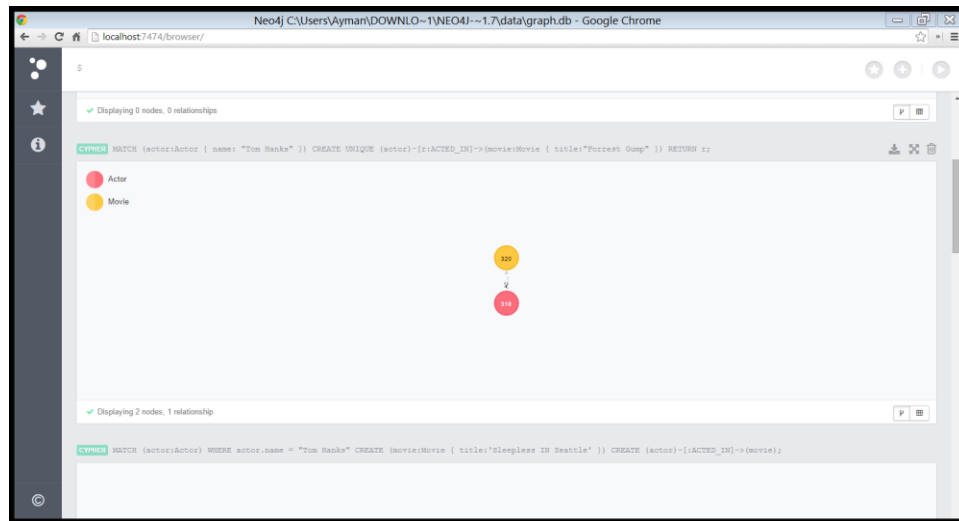 Neo4j C:\Users\Ayman\DOWNLO~1\NEO4J-~1.7\data\graph.db - Google Chrome
localhost:7474/browser/
$
Displaying 0 nodes, 0 relationships
CYPHER MATCH (actor:Actor { name: "Tom Hanks" }) CREATE UNIQUE (actor)-[r:ACTED_IN]->(movie:Movie { title:"Forrest Gump" }) RETURN r;
Actor
Movie
320
318
Displaying 2 nodes, 1 relationship
CYPHER MATCH (actor:Actor) WHERE actor.name = "Tom Hanks" CREATE (movie:Movie { title:'Sleepless IN Seattle' }) CREATE (actor)-[:ACTED_IN]->(movie);